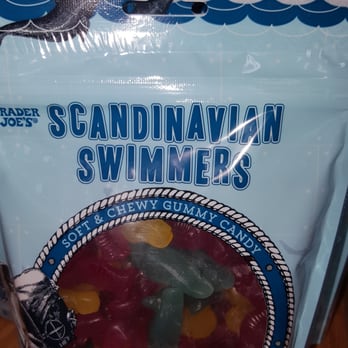 TRADER
JOE'S®
SCANDINAVIAN
SWIMMERS
SOFT & CHEWY GUMMY CANDY